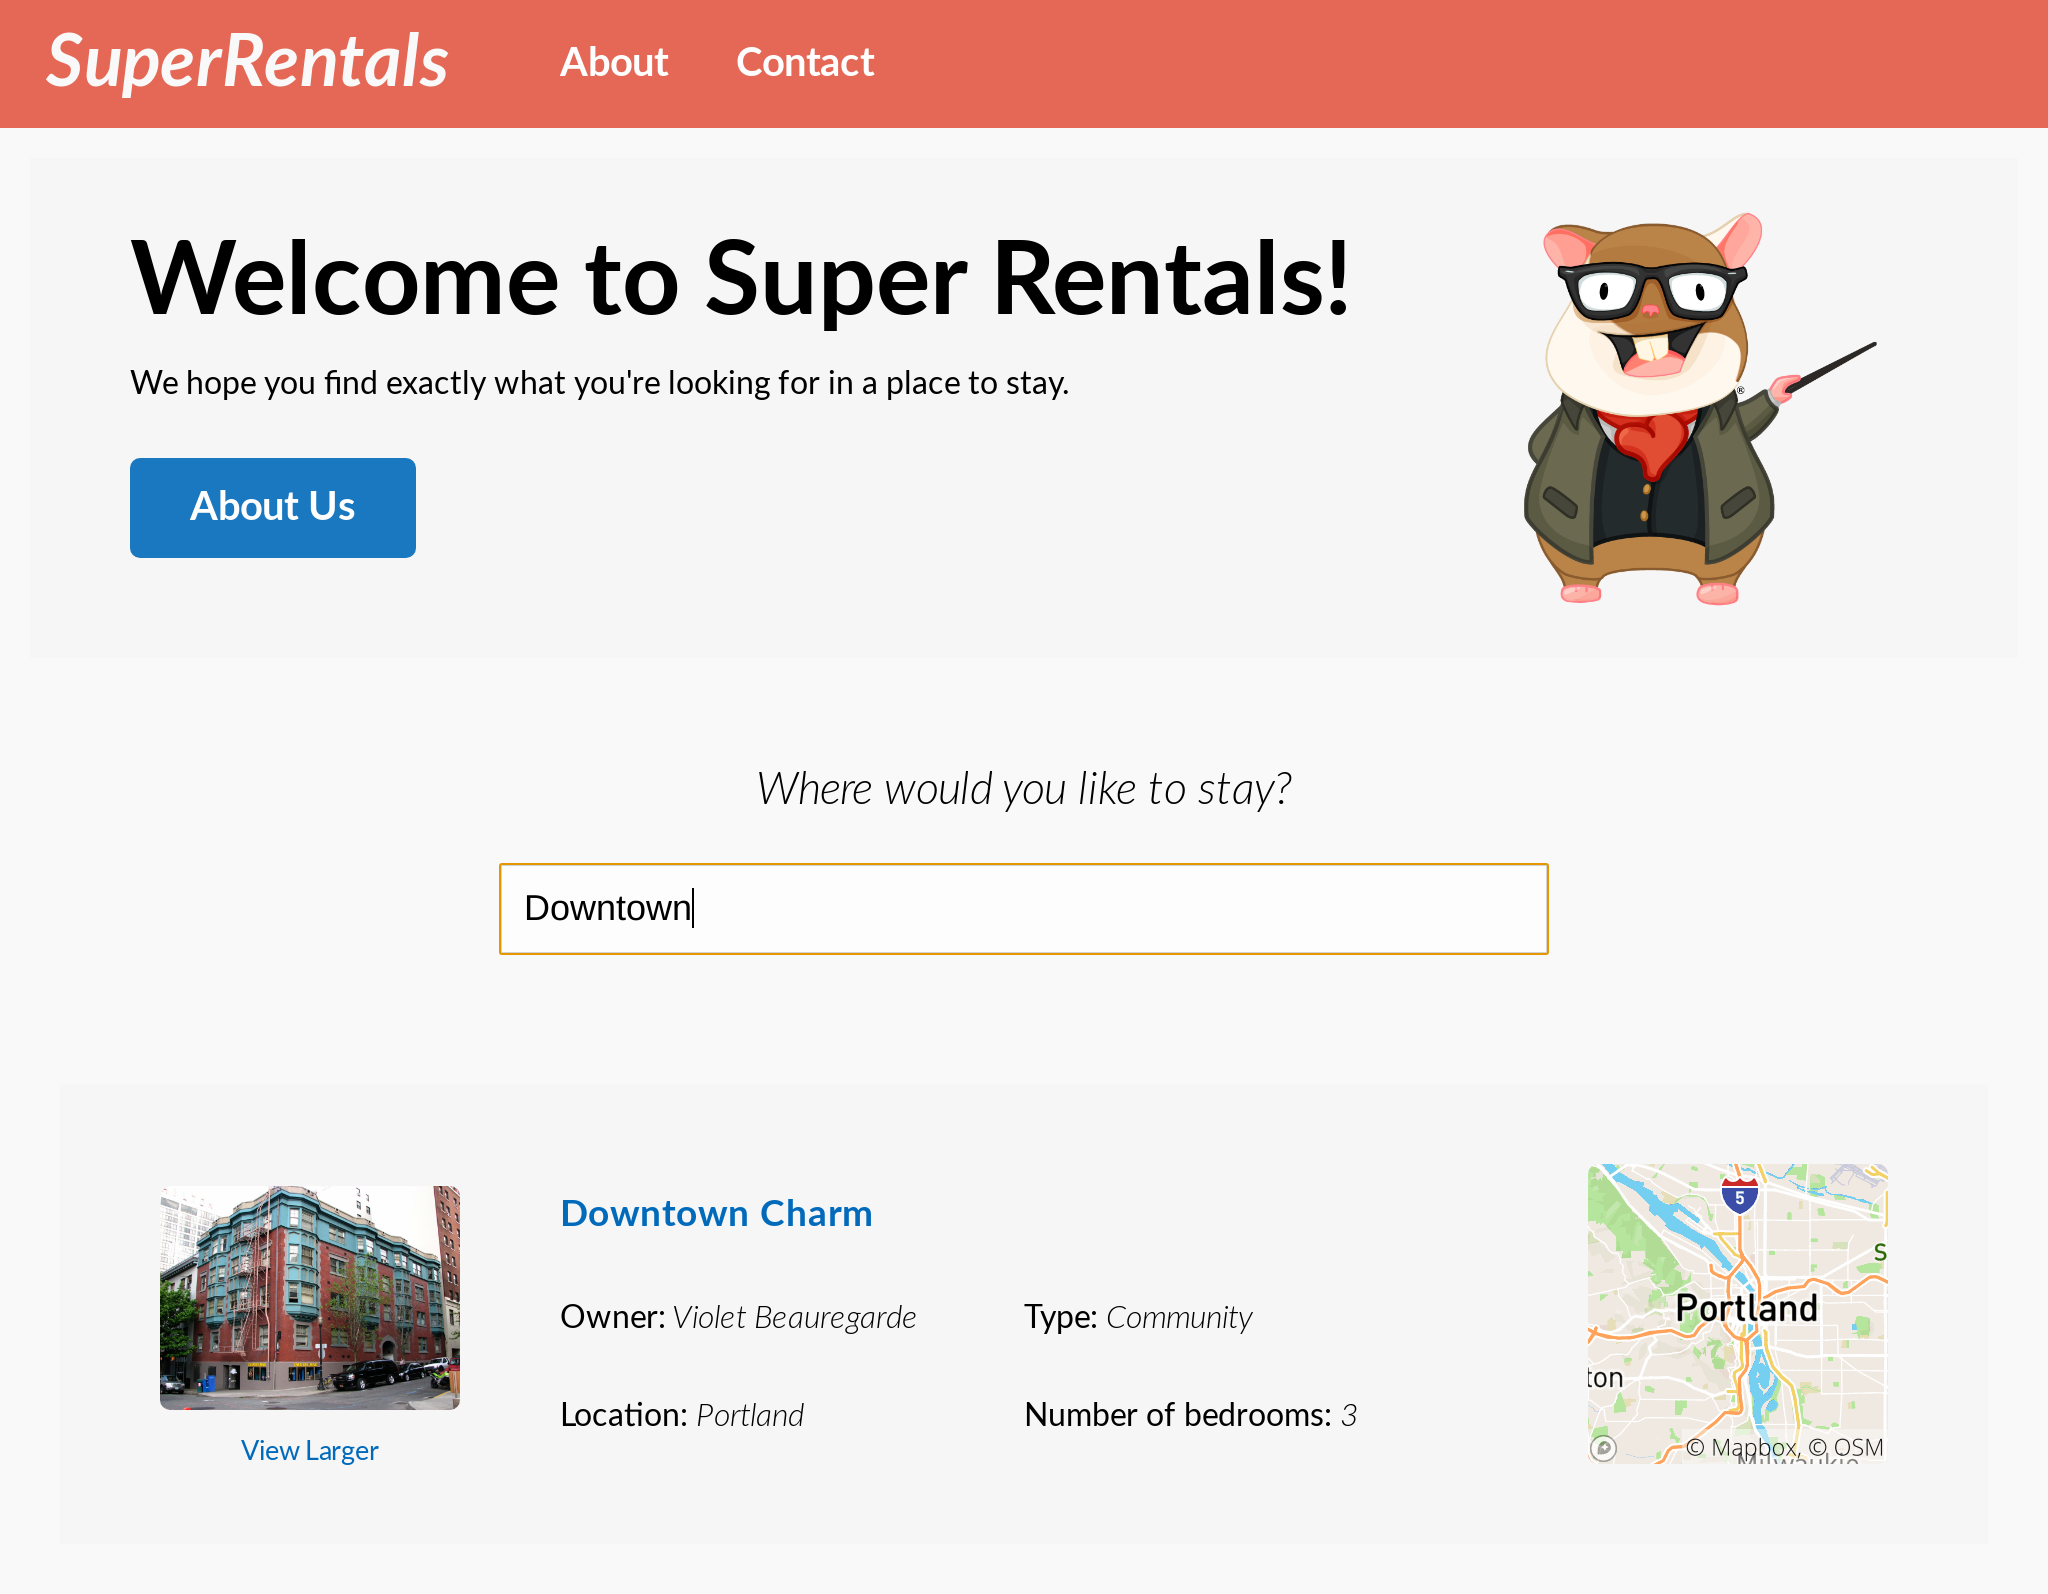 SuperRentals About Contact
Welcome to Super Rentals!
We hope you find exactly what you're looking for in a place to stay.
®
About Us
Where would you like to stay?
Downtown
Downtown Charm
Owner: Violet Beauregarde Type: Community
Location: Portland Number of bedrooms: 3
View Larger
5
S
Portland
ton
© Mapbox, © OSM
Milwaukie